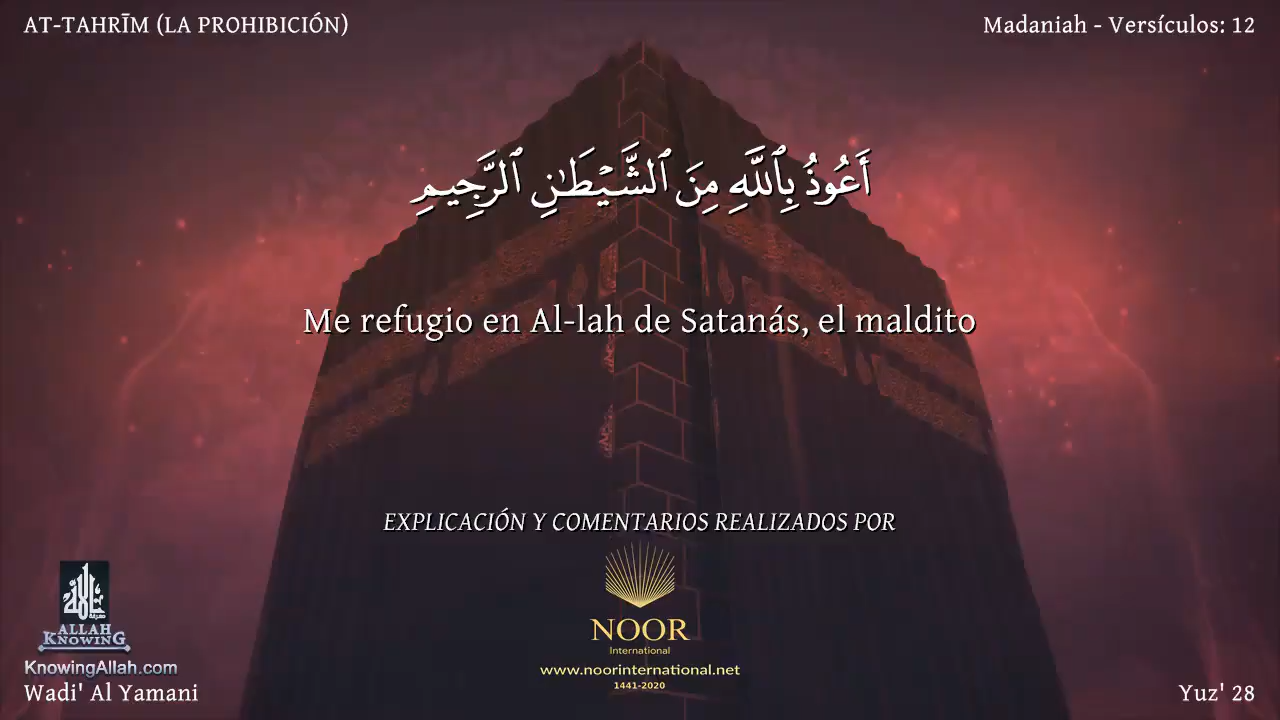 AT-TAHRĪM (LA PROHIBICIÓN)
Madaniah - Versículos: 12
أَعُوذُ بِٱللَّهِ مِنَ ٱلشَّيْطَٰنِ ٱلرَّجِيمِ
Me refugio en Al-lah de Satanás, el maldito
EXPLICACIÓN Y COMENTARIOS REALIZADOS POR
NOOR
International
www.noorinternational.net
1441-2020
ALLAH
KNOWING
KnowingAllah.com
Wadi' Al Yamani
Yuz' 28